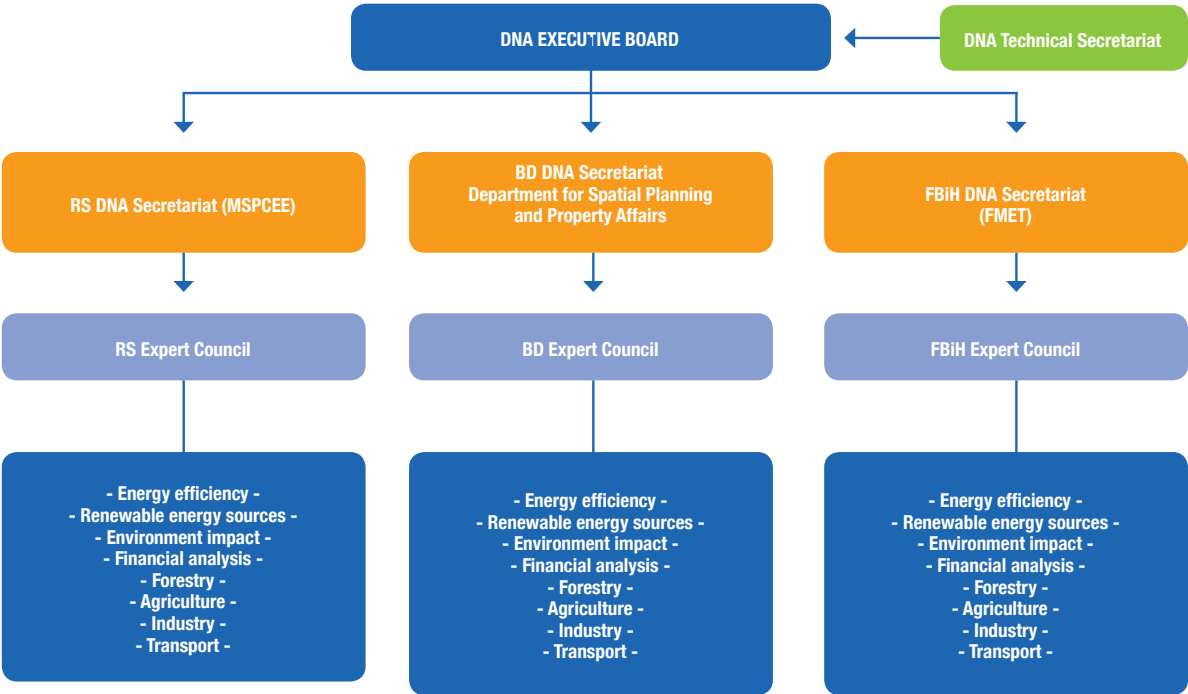 DNA EXECUTIVE BOARD
DNA Technical Secretariat
RS DNA Secretariat (MSPCEE)
BD DNA Secretariat
Department for Spatial Planning
and Property Affairs
FBiH DNA Secretariat
(FMET)
RS Expert Council
BD Expert Council
FBiH Expert Council
- Energy efficiency -
- Renewable energy sources -
- Environment impact -
- Financial analysis -
- Forestry -
- Agriculture -
- Industry -
- Transport -
- Energy efficiency -
- Renewable energy sources -
- Environment impact -
- Financial analysis -
- Forestry -
- Agriculture -
- Industry -
- Transport -
- Energy efficiency -
- Renewable energy sources -
- Environment impact -
- Financial analysis -
- Forestry -
- Agriculture -
- Industry -
- Transport -